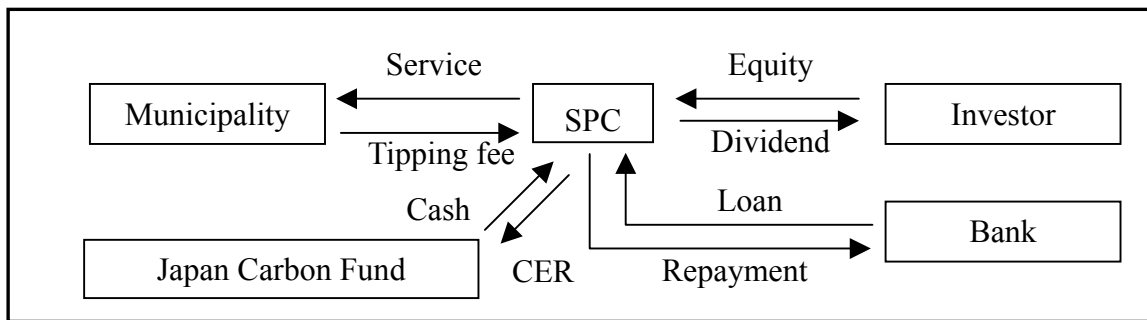 Service
Equity
Municipality
SPC
Investor
Tipping fee
Dividend
Cash
Loan
Bank
Japan Carbon Fund
CER
Repayment